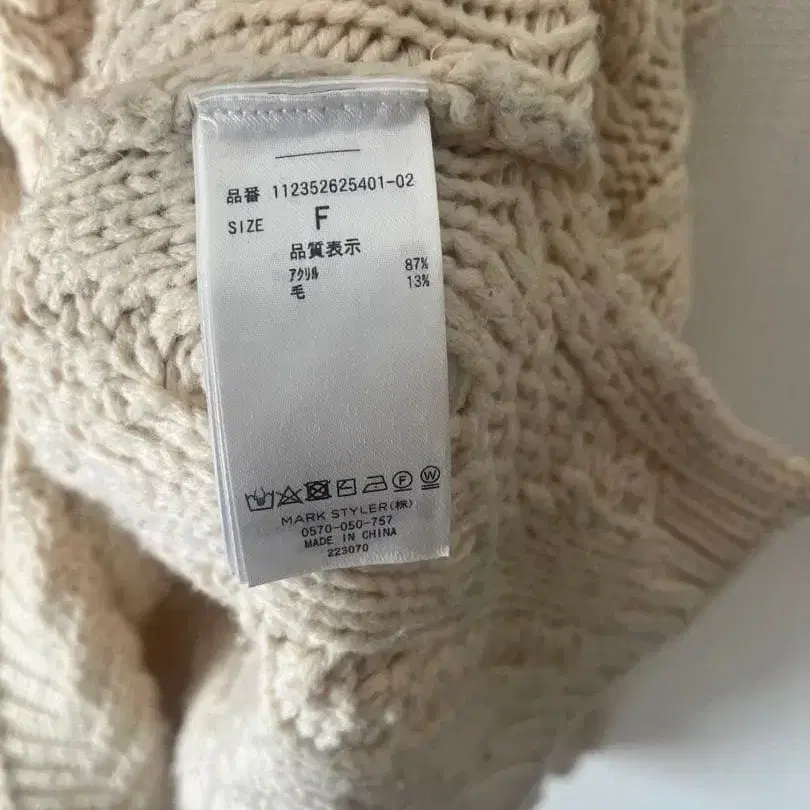 品番 112352625401-02
SIZE F
品質表示
アクリル 87%
毛 13%
F W
MARK STYLER(株)
0570-050-757
MADE IN CHINA
223070